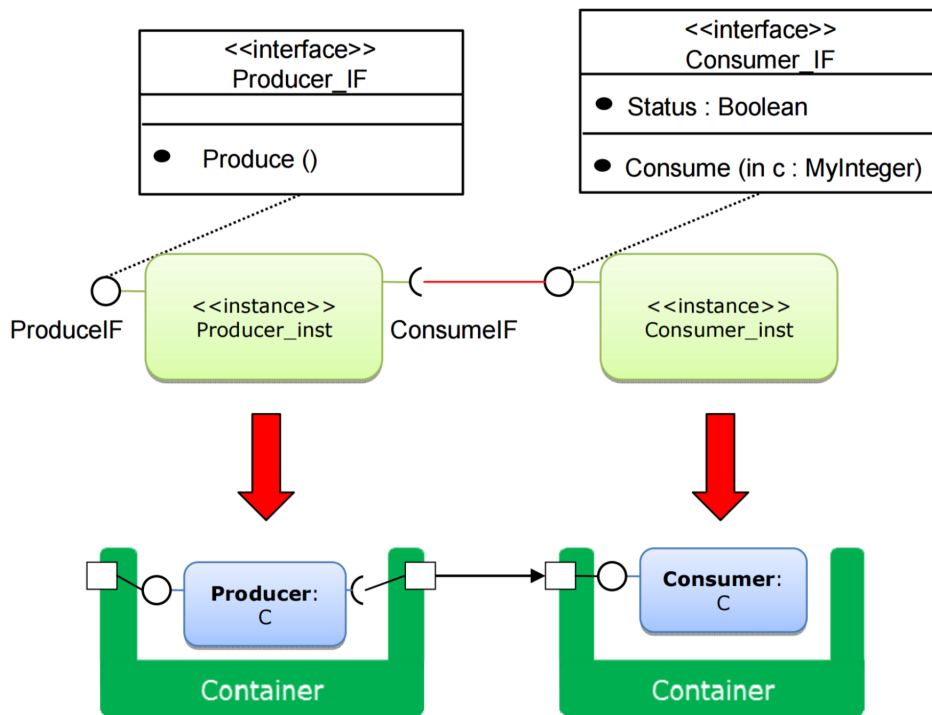 <<interface>>
Producer_IF
Produce ()
<<interface>>
Consumer_IF
Status : Boolean
Consume (in c : MyInteger)
ProduceIF
<<instance>>
Producer_inst
ConsumeIF
<<instance>>
Consumer_inst
Producer:
C
Container
Consumer:
C
Container